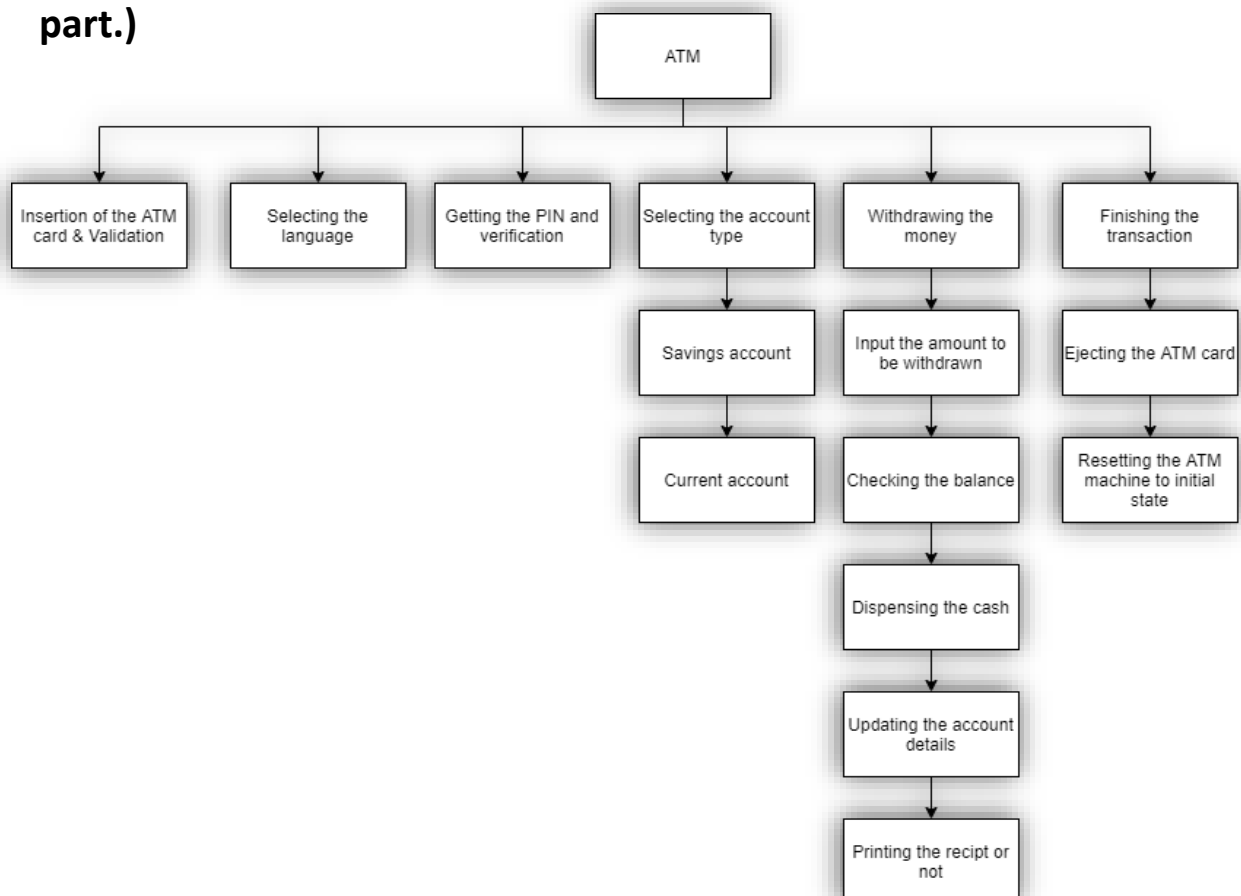 part.)
ATM
Insertion of the ATM
card & Validation
Selecting the
language
Getting the PIN and
verification
Selecting the account
type
Withdrawing the
money
Finishing the
transaction
Savings account
Input the amount to
be withdrawn
Ejecting the ATM card
Current account
Checking the balance
Resetting the ATM
machine to initial
state
Dispensing the cash
Updating the account
details
Printing the recipt or
not